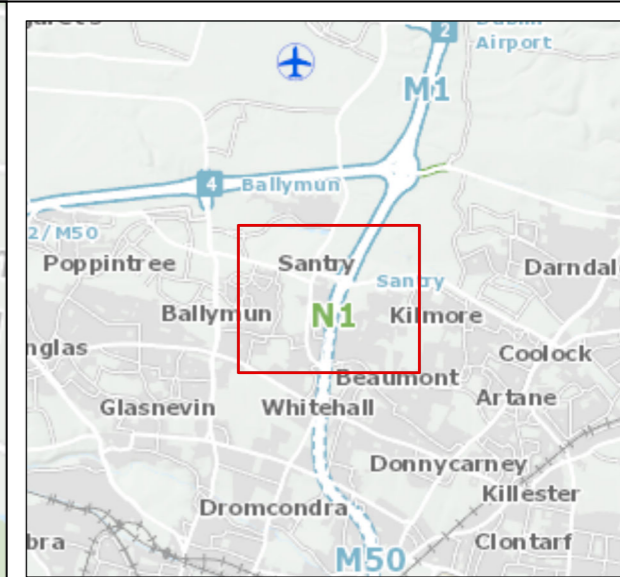 2
Airport
M1
4
Ballymun
2/M50
Poppintree
Santry
Santry
Darndal
Ballymun
N1
Kilmore
nglas
Coolock
Beaumont
Artane
Glasnevin
Whitehall
Donnycarney
Killester
Dromcondra
bra
Clontarf
M50